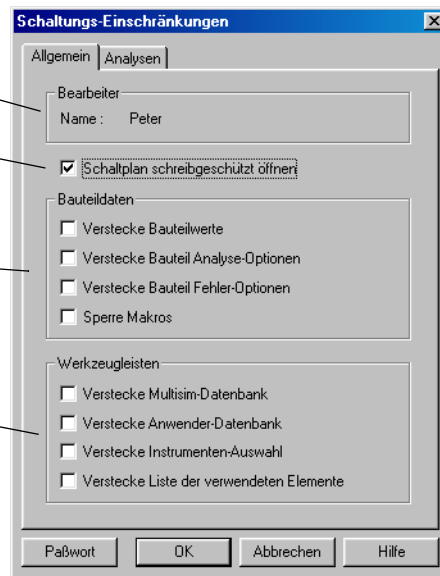 Schaltungs-Einschränkungen
Allgemein Analysen
Bearbeiter
Name : Peter
Schaltplan schreibgeschützt öffnen
Bauteildaten
Verstecke Bauteilwerte
Verstecke Bauteil Analyse-Optionen
Verstecke Bauteil Fehler-Optionen
Sperre Makros
Werkzeugleisten
Verstecke Multisim-Datenbank
Verstecke Anwender-Datenbank
Verstecke Instrumenten-Auswahl
Verstecke Liste der verwendeten Elemente
Paßwort OK Abbrechen Hilfe